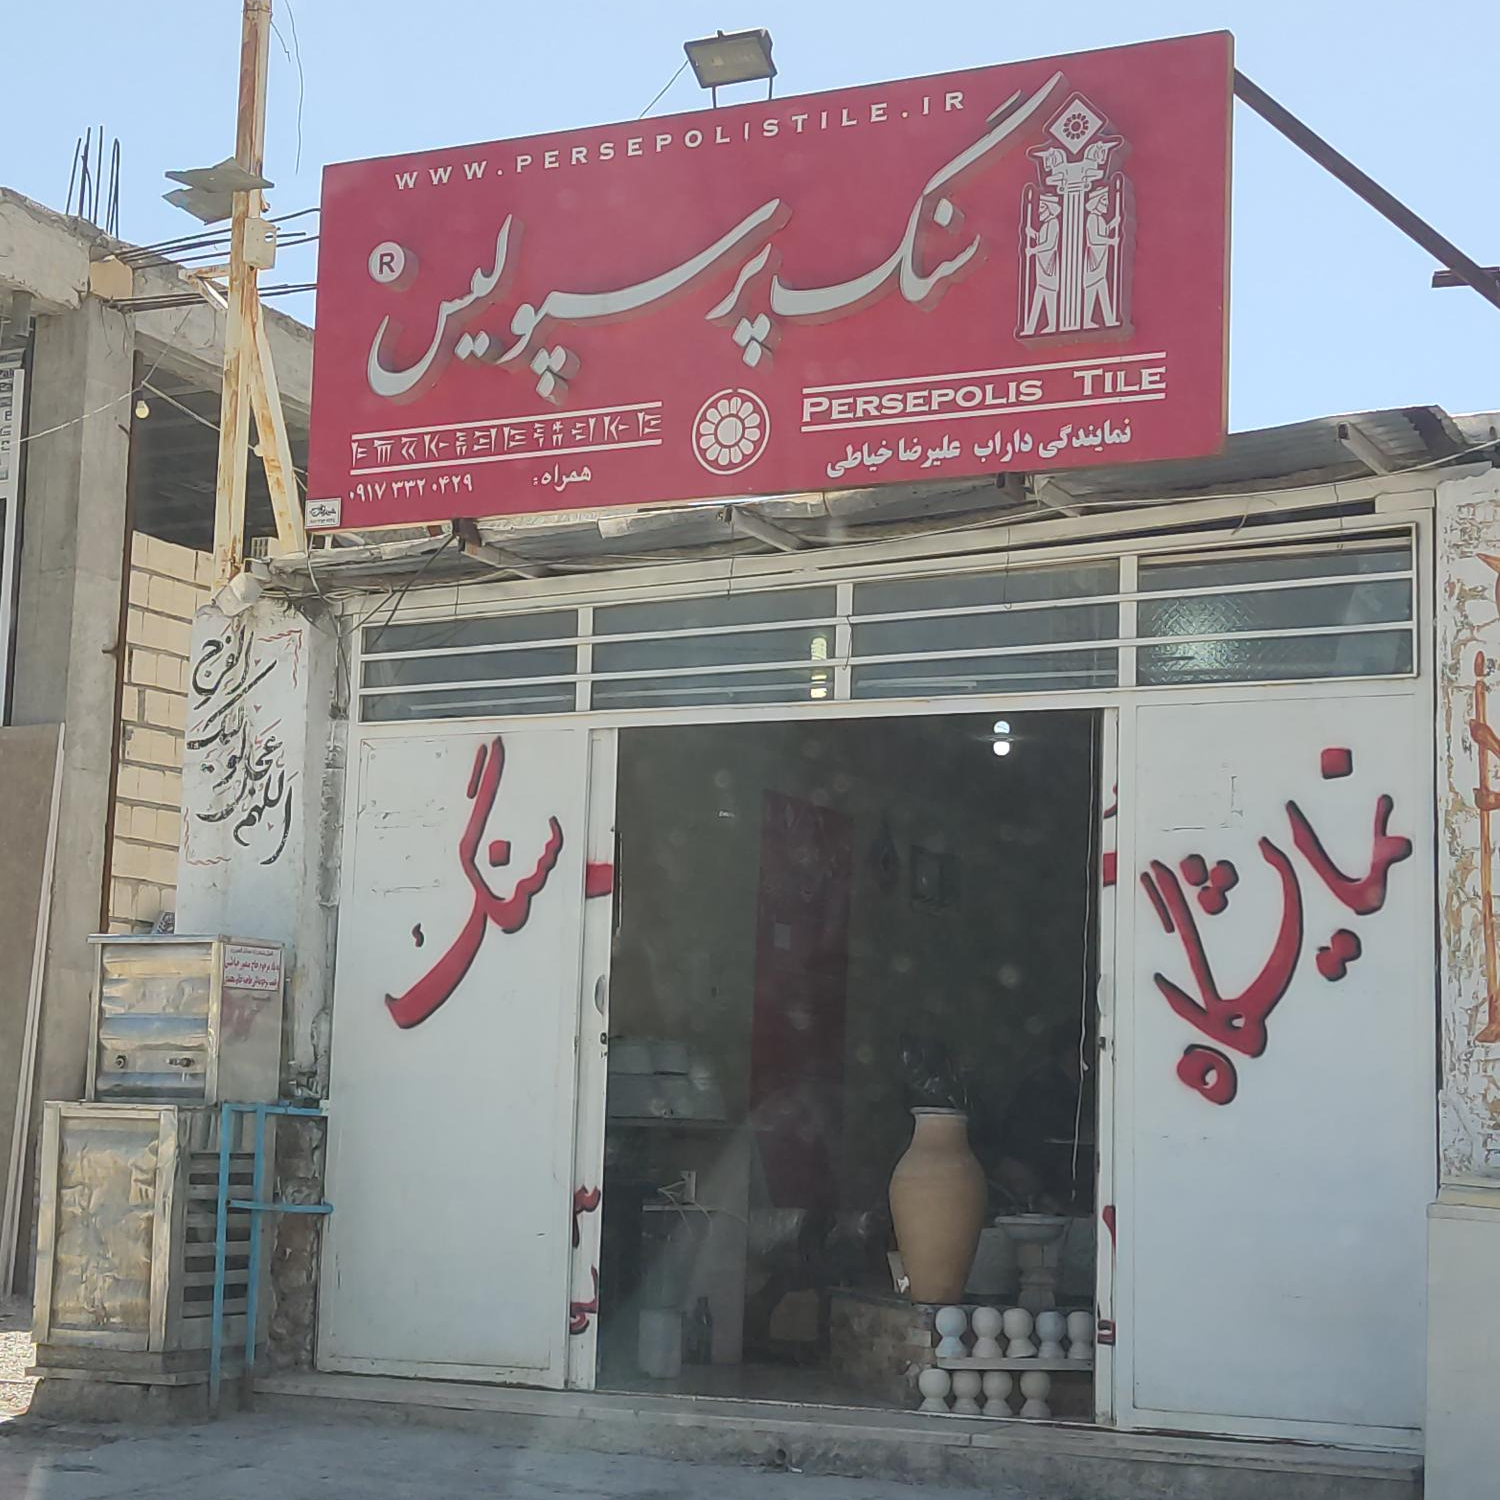 WWW.PERSEPOLISTILE.IR
سنگ پرسپولیس
®
PERSEPOLIS TILE
نمایندگی داراب علیرضا خیاطی
همراه: ۰۹۱۷ ۳۳۲ ۰۴۲۹
اللهم
عجل
لولیک
الفرج
نمایشگاه
سنگ